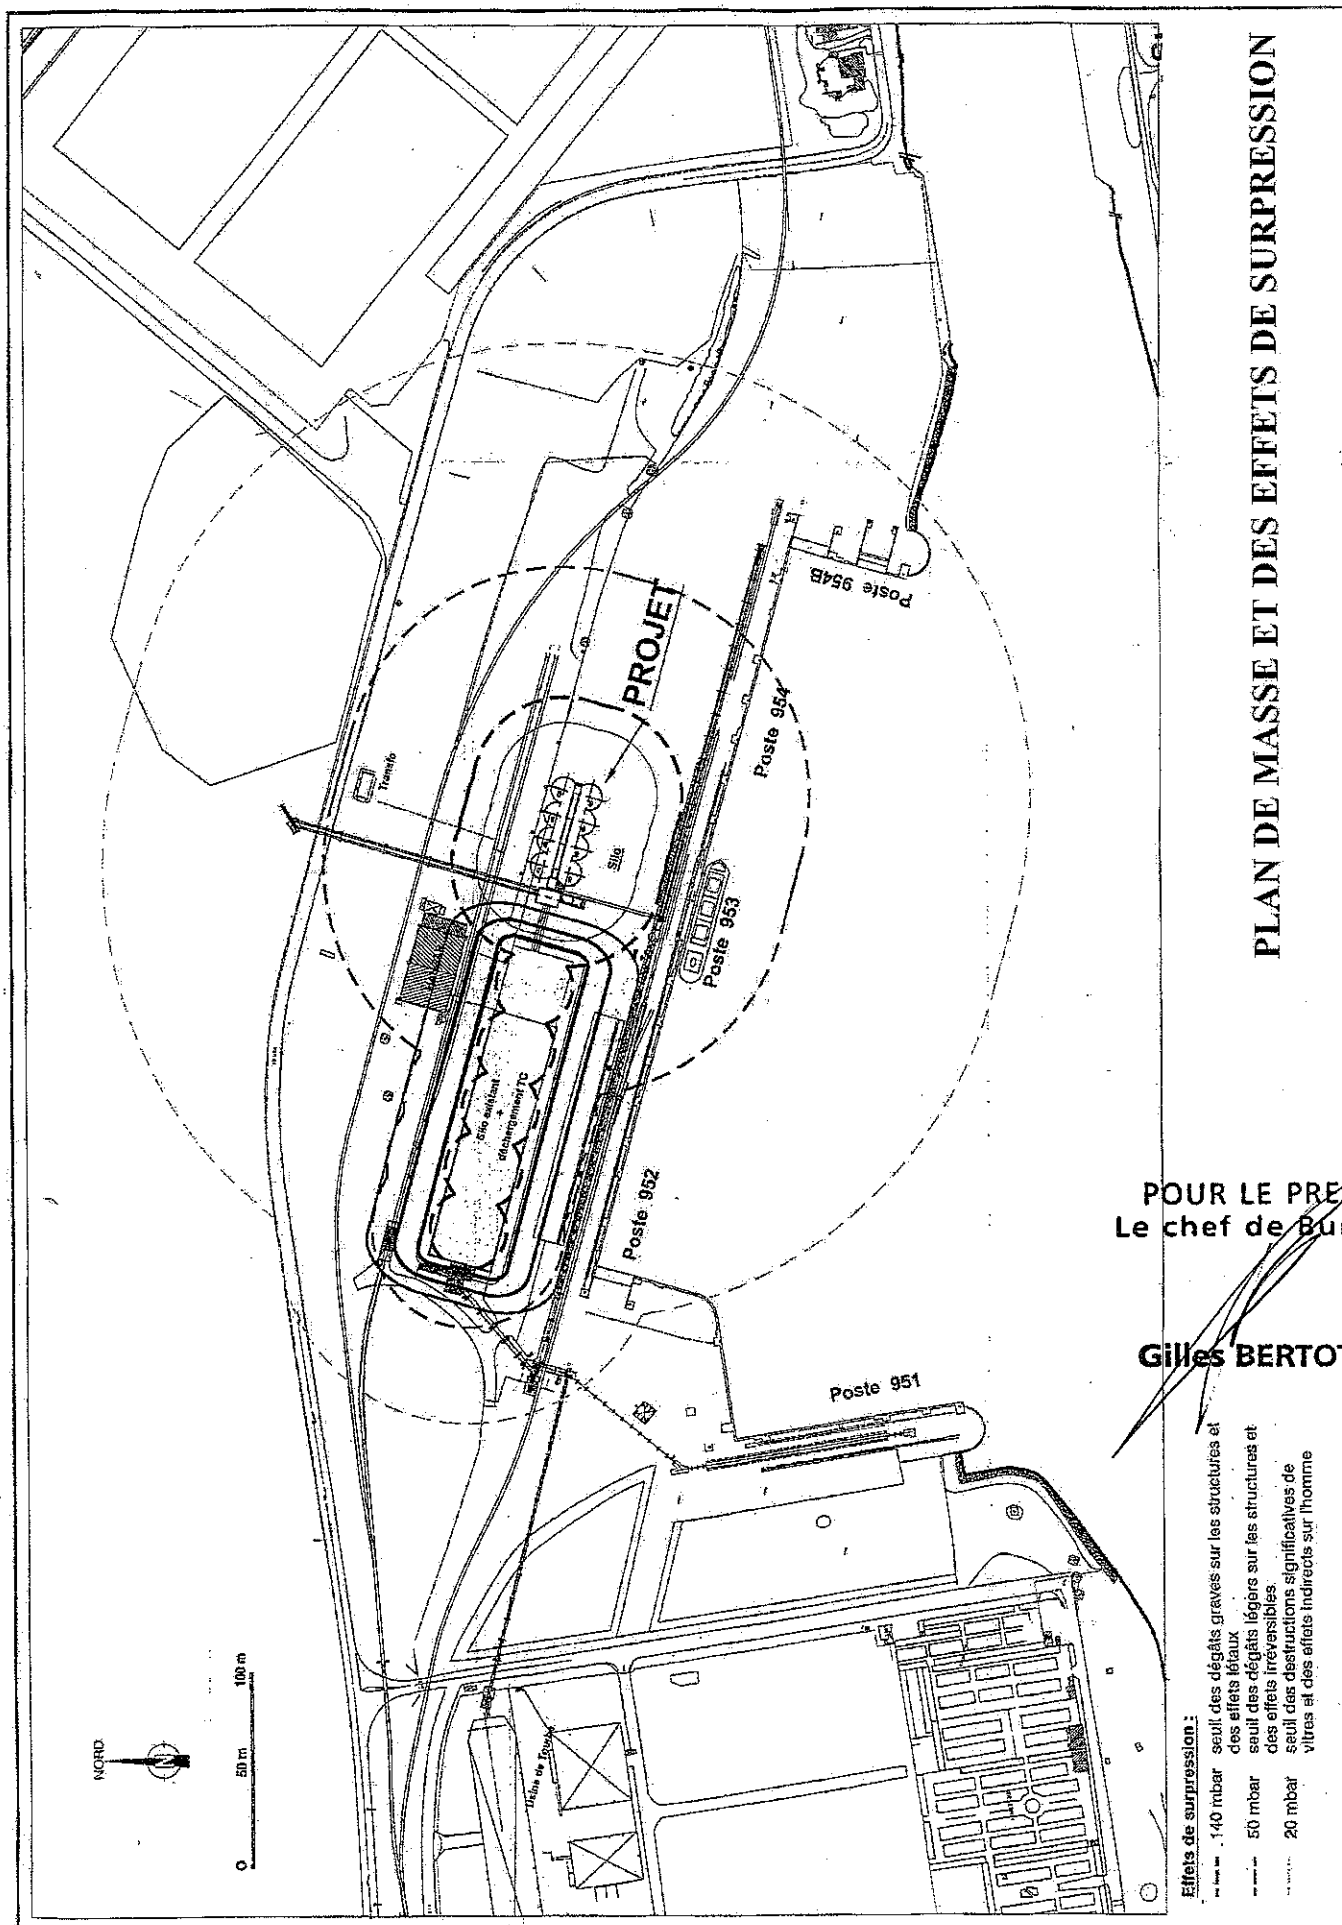 PLAN DE MASSE ET DES EFFETS DE SURPRESSION
NORD
0 50 m 100 m
Transfo
PROJET
Silo
Silo existant
+
déchargement TC
Poste 954B
Poste 954
Poste 953
Poste 952
Poste 951
Usine de
POUR LE PRE
Le chef de Bu
Gilles BERTOT
Effets de surpression :
140 mbar seuil des dégâts graves sur les structures et
des effets létaux
50 mbar seuil des dégâts légers sur les structures et
des effets irréversibles
20 mbar seuil des destructions significatives de
vitres et des effets indirects sur l'homme